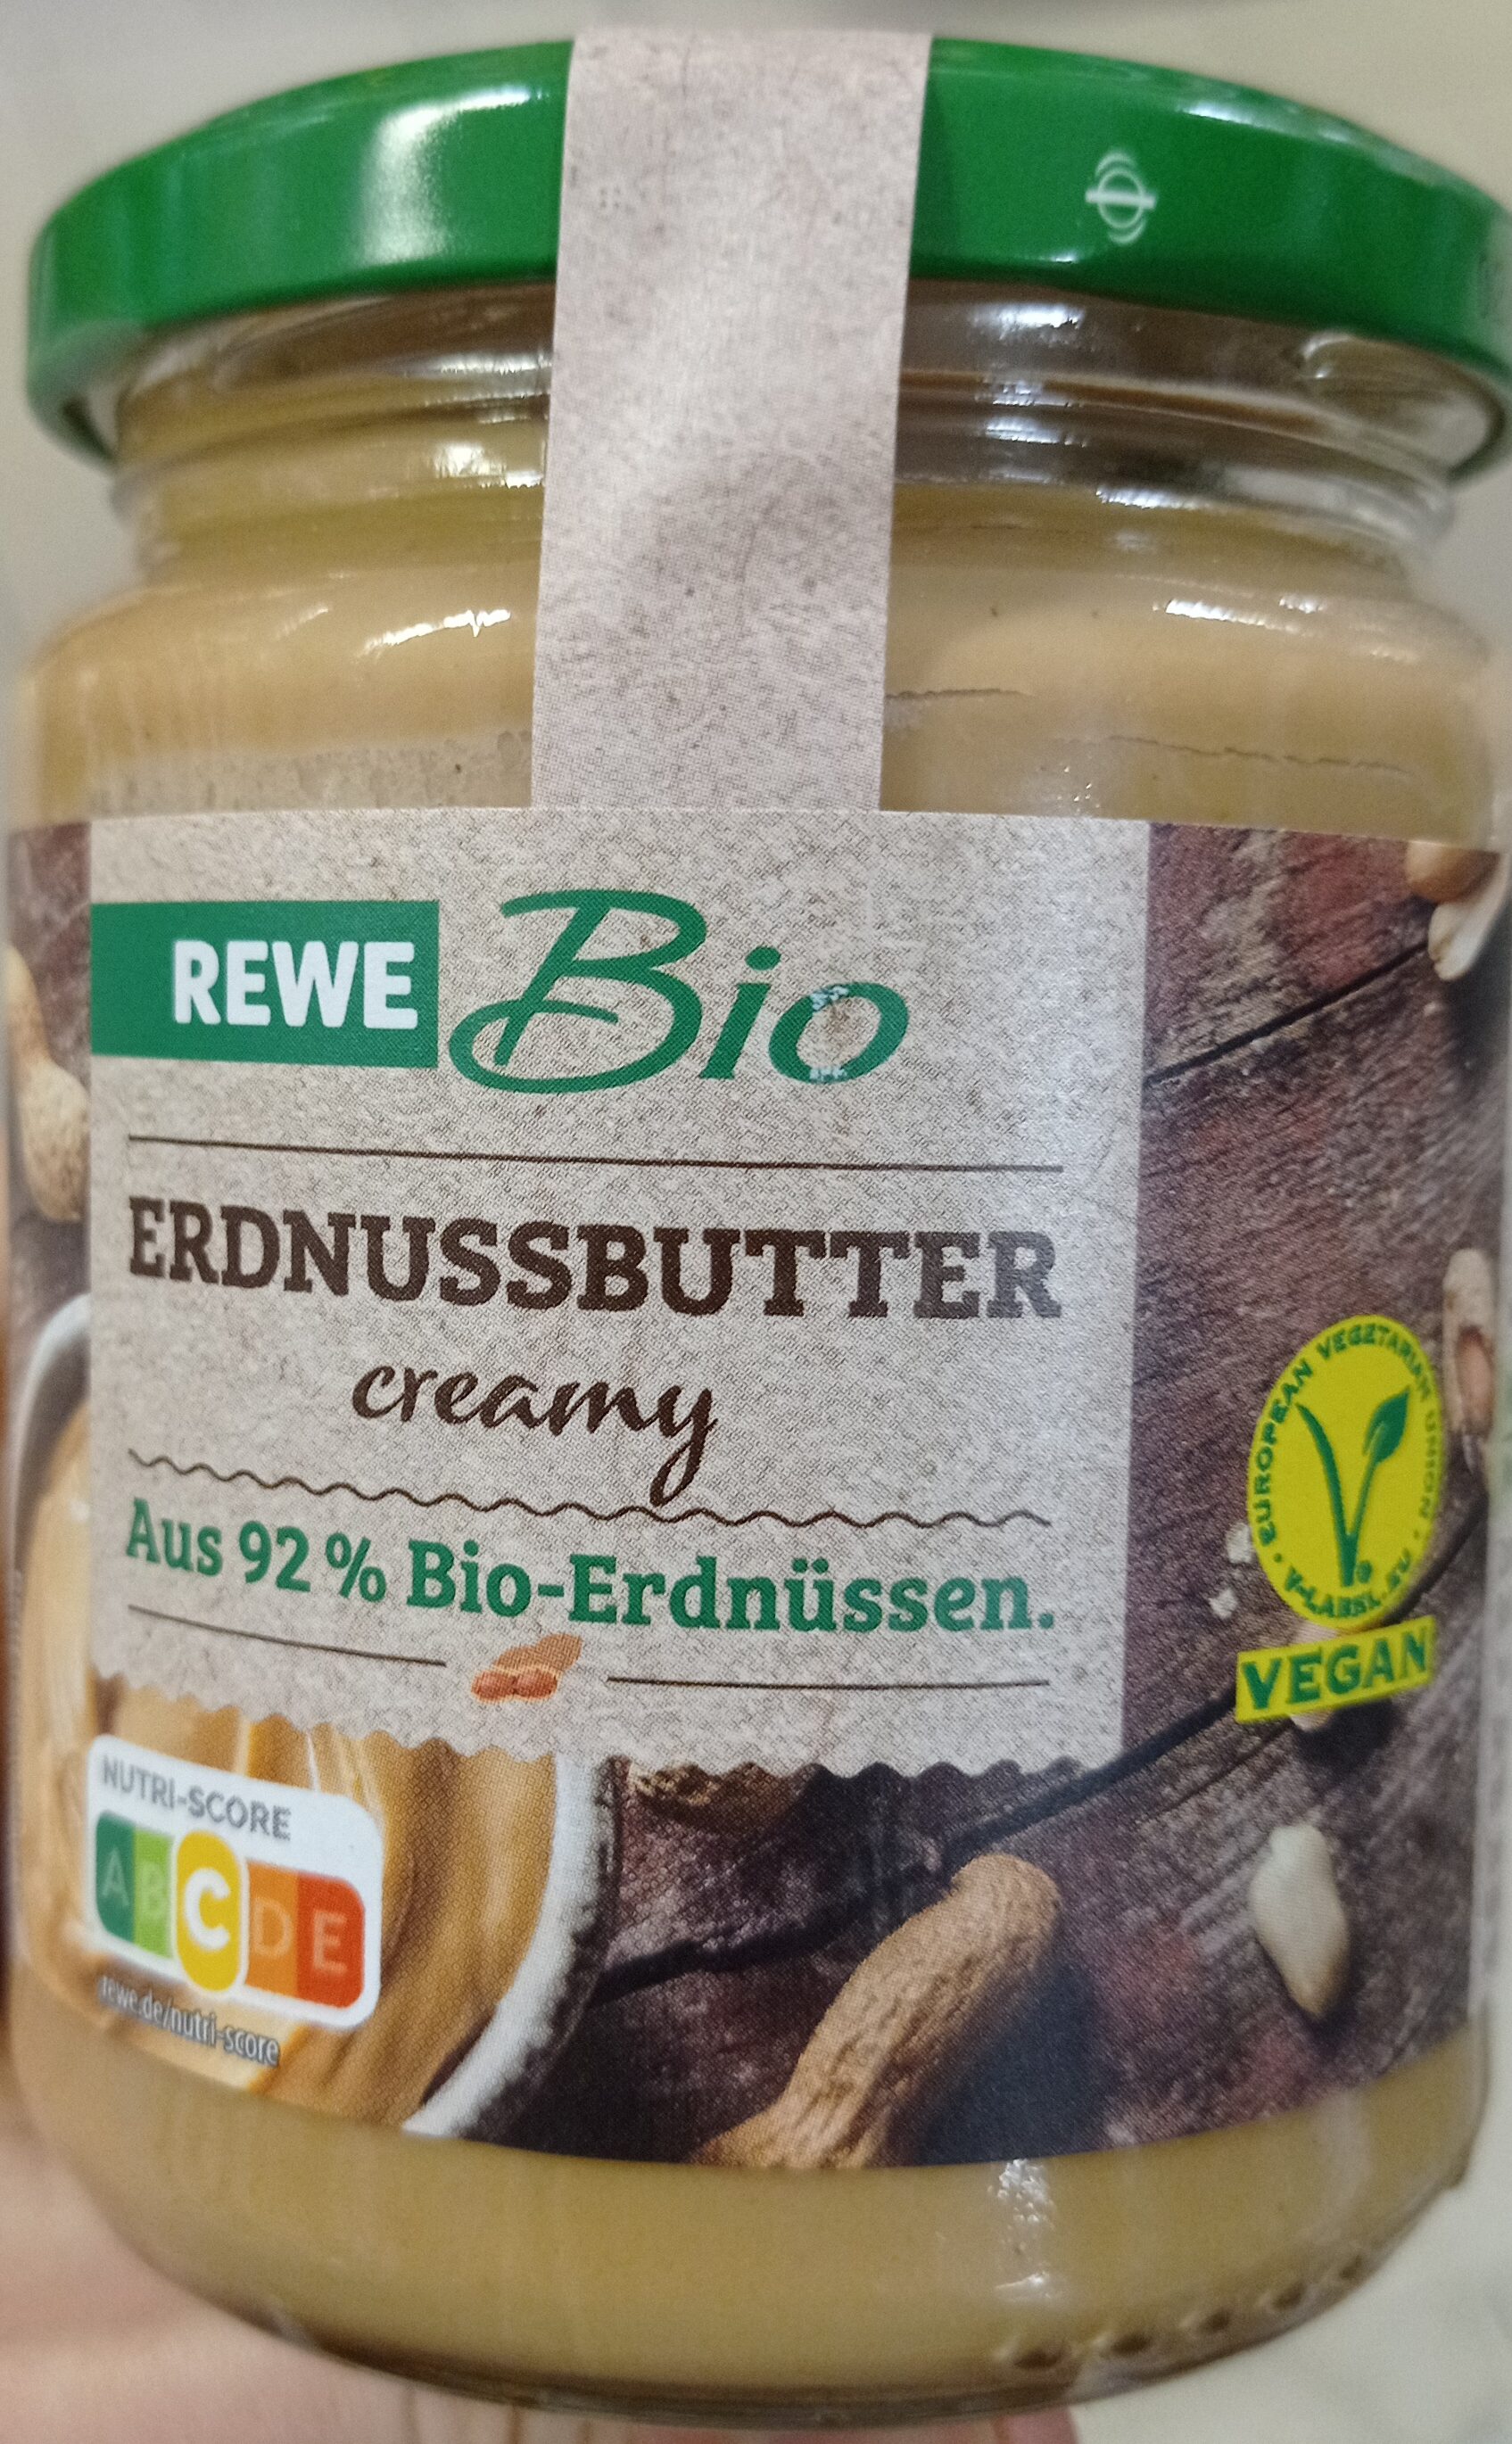 REWE Bio
ERDNUSSBUTTER
creamy
Aus 92 % Bio-Erdnüssen.
EUROPEAN VEGETARIAN UNION
V-LABEL.EU
VEGAN
NUTRI-SCORE
A B C D E
rewe.de/nutri-score